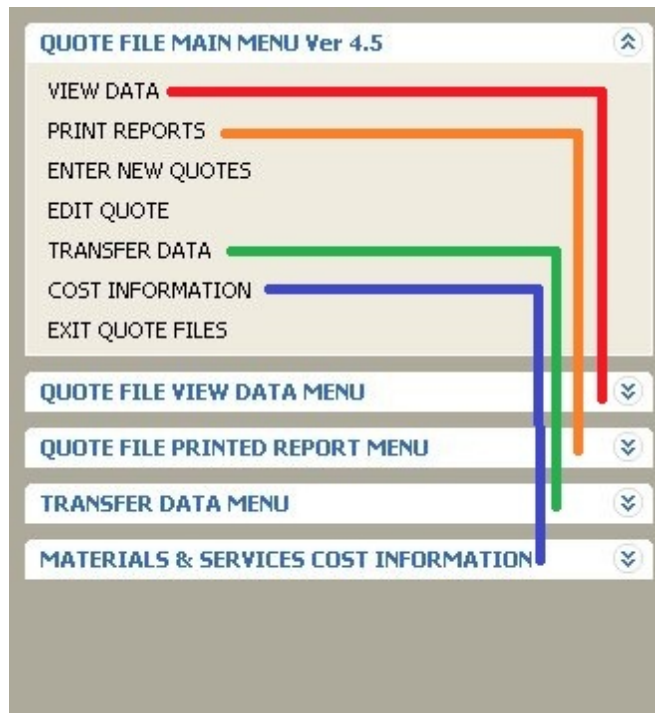 QUOTE FILE MAIN MENU Ver 4.5
VIEW DATA
PRINT REPORTS
ENTER NEW QUOTES
EDIT QUOTE
TRANSFER DATA
COST INFORMATION
EXIT QUOTE FILES
QUOTE FILE VIEW DATA MENU
QUOTE FILE PRINTED REPORT MENU
TRANSFER DATA MENU
MATERIALS & SERVICES COST INFORMATION